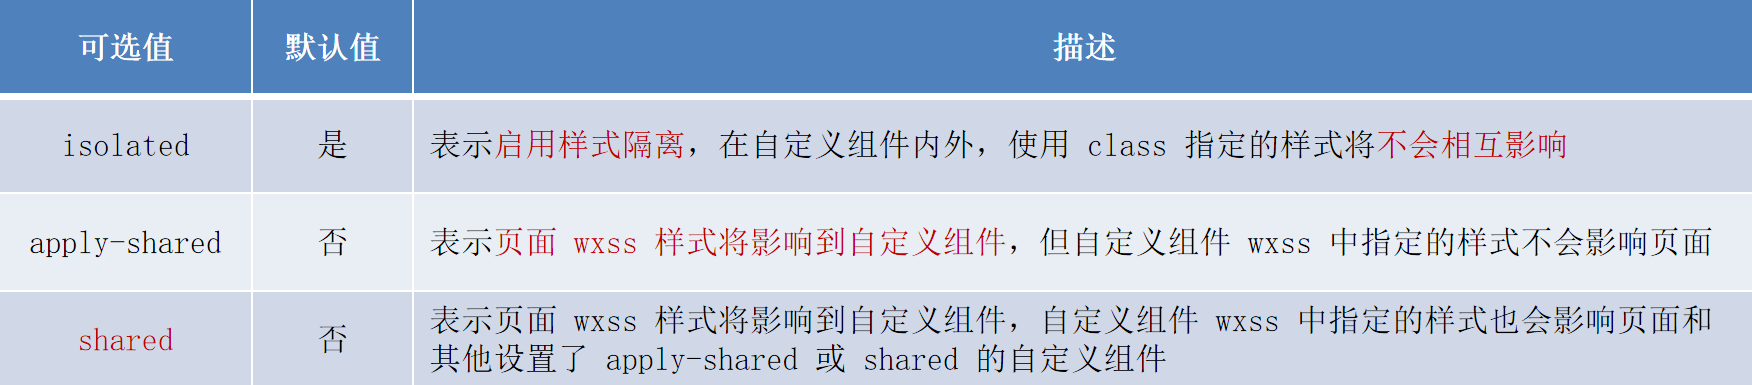 可选值 默认值 描述
isolated 是 表示启用样式隔离，在自定义组件内外，使用 class 指定的样式将不会相互影响
apply-shared 否 表示页面 wxss 样式将影响到自定义组件，但自定义组件 wxss 中指定的样式不会影响页面
shared 否 表示页面 wxss 样式将影响到自定义组件，自定义组件 wxss 中指定的样式也会影响页面和
其他设置了 apply-shared 或 shared 的自定义组件